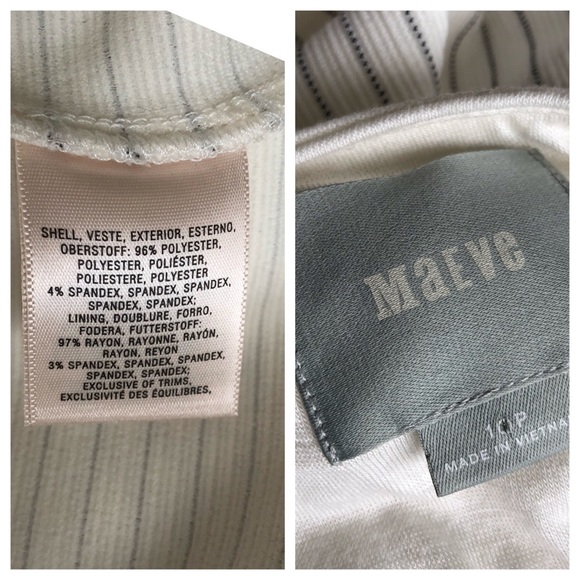 SHELL, VESTE, EXTERIOR, ESTERNO,
OBERSTOFF: 96% POLYESTER,
POLYESTER, POLIÉSTER,
POLIESTERE, POLYESTER
4% SPANDEX, SPANDEX, SPANDEX,
SPANDEX, SPANDEX;
LINING, DOUBLURE, FORRO,
FODERA, FUTTERSTOFF:
97% RAYON, RAYONNE, RAYÓN,
RAYON, REYON
3% SPANDEX, SPANDEX, SPANDEX,
SPANDEX, SPANDEX;
EXCLUSIVE OF TRIMS,
EXCLUSIVITÉ DES ÉQUILIBRES,
MaEve
10P
MADE IN VIETNA